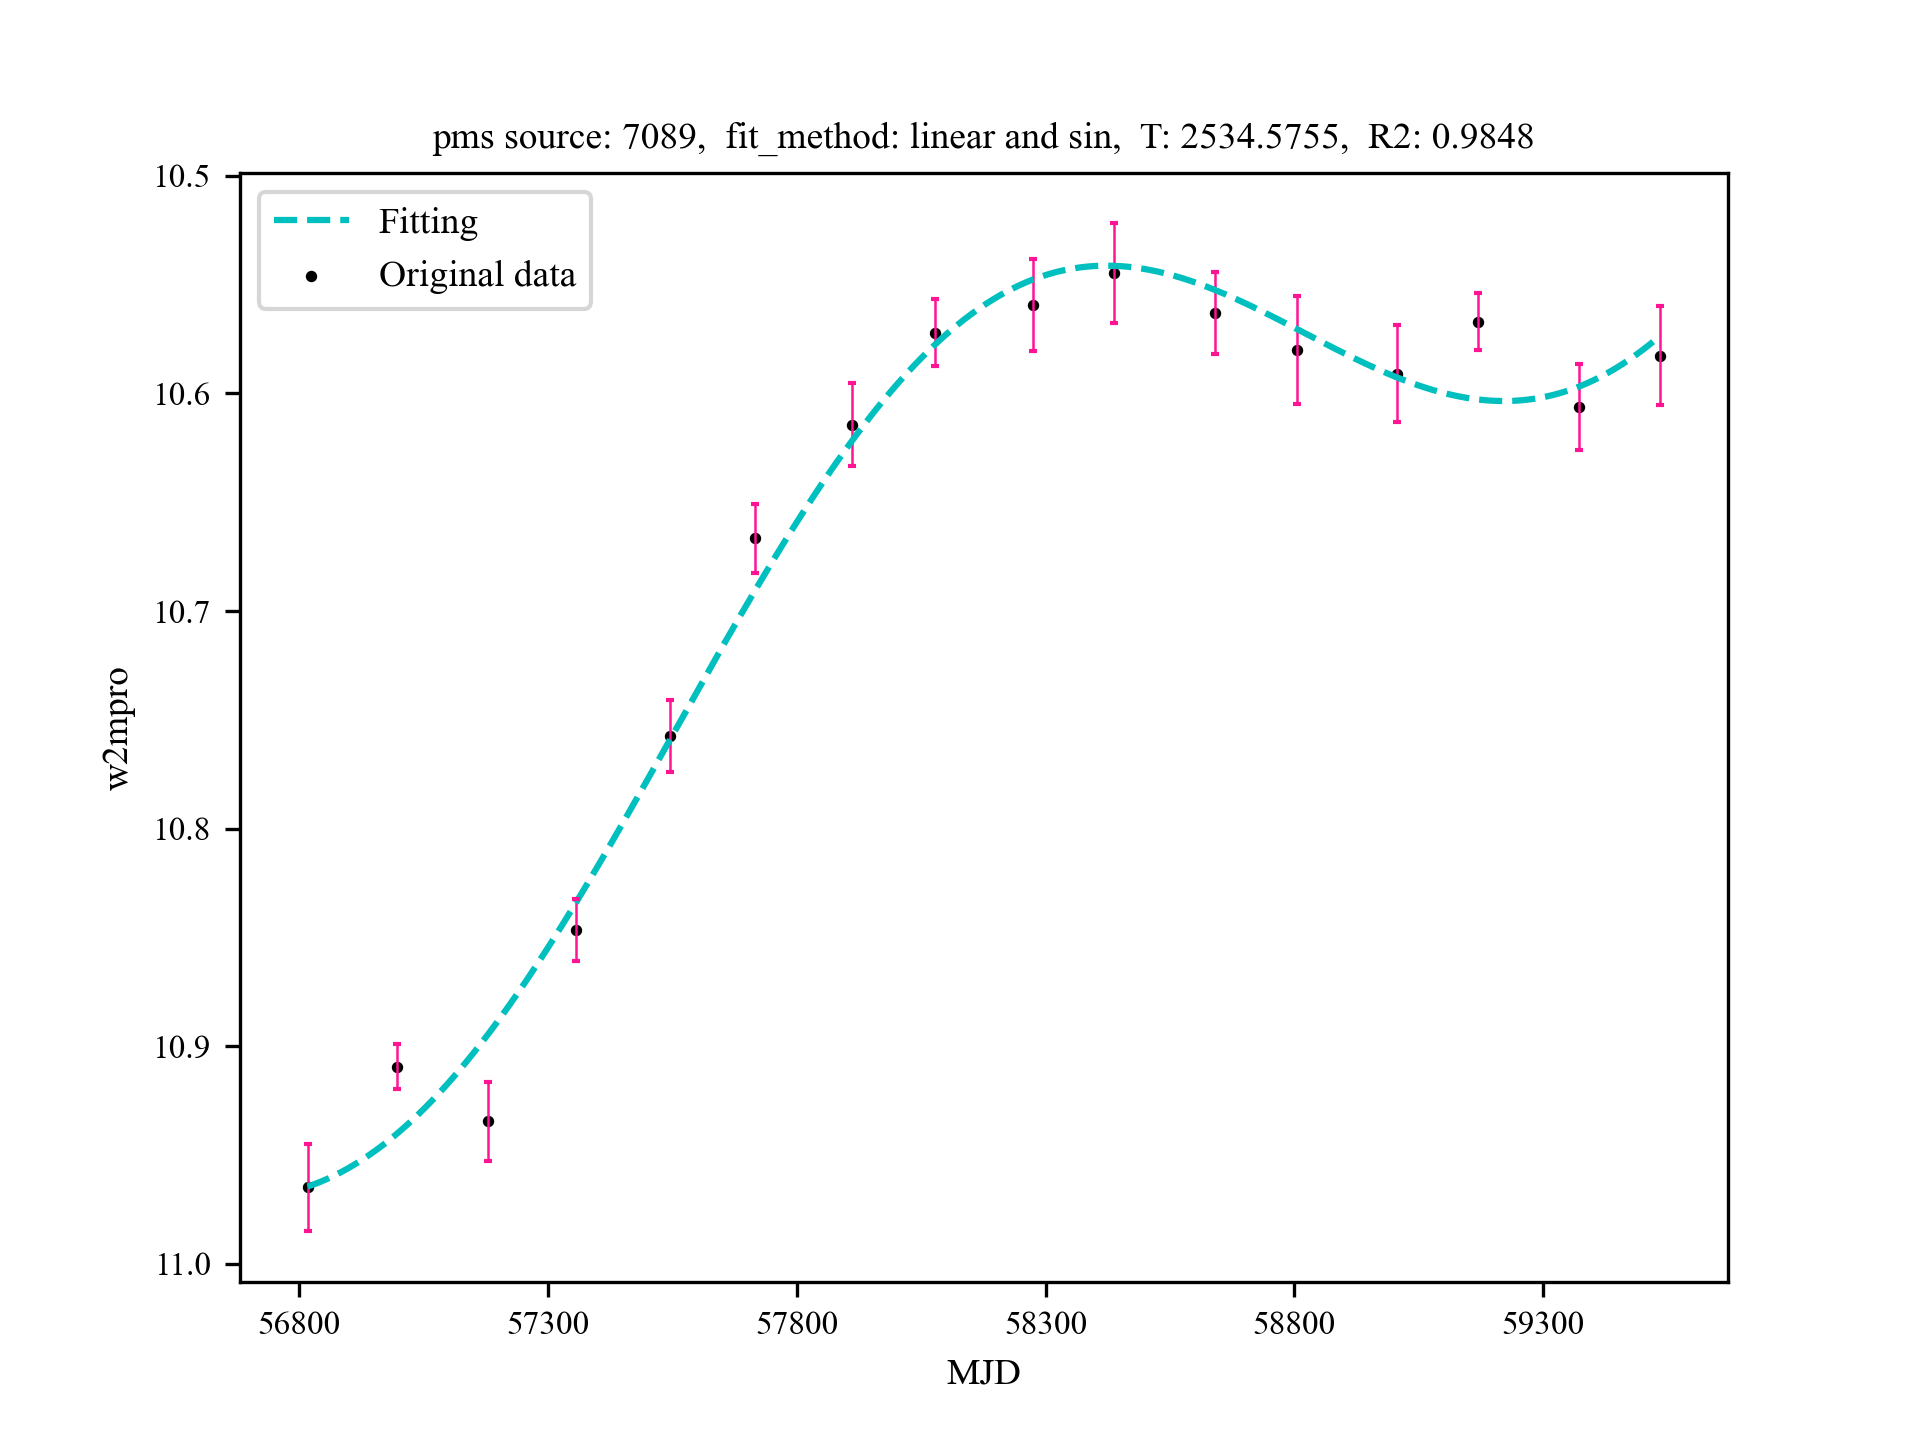 pms source: 7089,  fit_method: linear and sin,  T: 2534.5755,  R2: 0.9848
10.5
Fitting
Original data
10.6
10.7
w2mpro
10.8
10.9
11.0
56800 57300 57800 58300 58800 59300
MJD